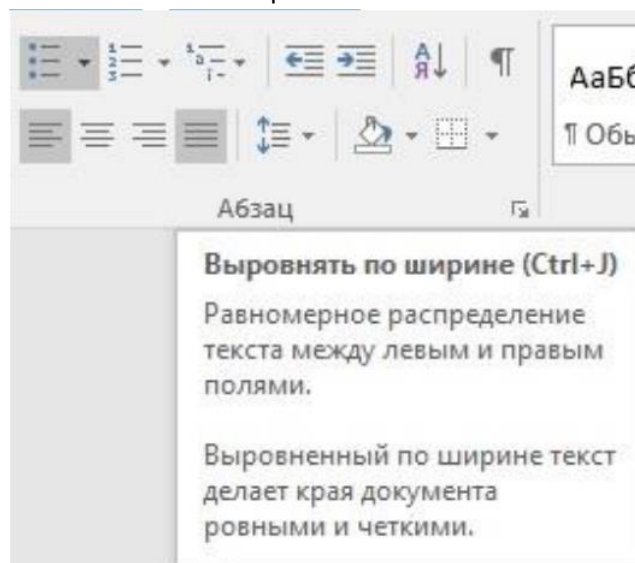 АаБб
¶ Обы
Абзац
Выровнять по ширине (Ctrl+J)
Равномерное распределение
текста между левым и правым
полями.
Выровненный по ширине текст
делает края документа
ровными и четкими.